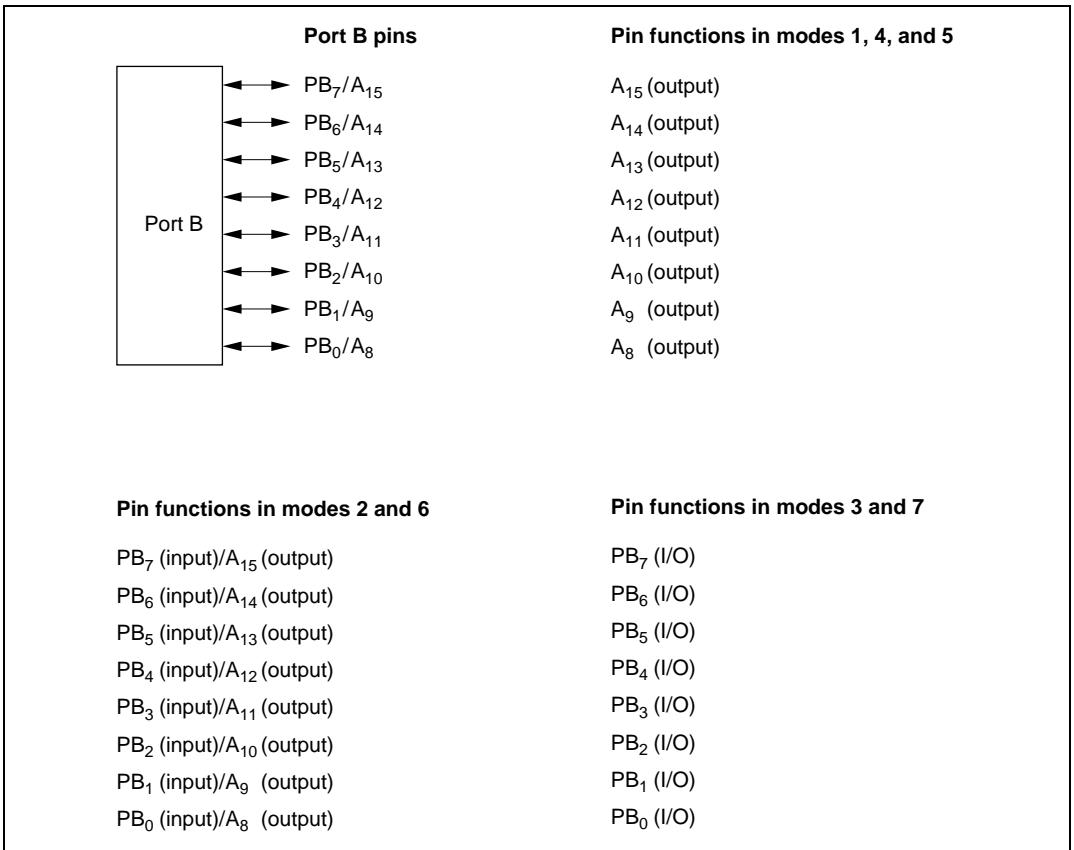 Port B pins
Pin functions in modes 1, 4, and 5
Port B
PB₇/A₁₅
A₁₅ (output)
PB₆/A₁₄
A₁₄ (output)
PB₅/A₁₃
A₁₃ (output)
PB₄/A₁₂
A₁₂ (output)
PB₃/A₁₁
A₁₁ (output)
PB₂/A₁₀
A₁₀ (output)
PB₁/A₉
A₉ (output)
PB₀/A₈
A₈ (output)
Pin functions in modes 2 and 6
PB₇ (input)/A₁₅ (output)
PB₆ (input)/A₁₄ (output)
PB₅ (input)/A₁₃ (output)
PB₄ (input)/A₁₂ (output)
PB₃ (input)/A₁₁ (output)
PB₂ (input)/A₁₀ (output)
PB₁ (input)/A₉ (output)
PB₀ (input)/A₈ (output)
Pin functions in modes 3 and 7
PB₇ (I/O)
PB₆ (I/O)
PB₅ (I/O)
PB₄ (I/O)
PB₃ (I/O)
PB₂ (I/O)
PB₁ (I/O)
PB₀ (I/O)